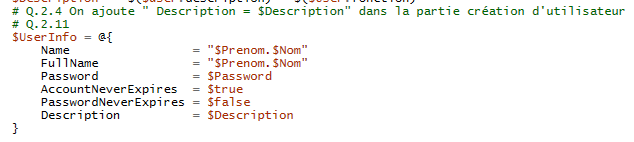 # Q.2.4 On ajoute " Description = $Description" dans la partie création d'utilisateur
# Q.2.11
$UserInfo = @{
    Name                 = "$Prenom.$Nom"
    FullName             = "$Prenom.$Nom"
    Password             = $Password
    AccountNeverExpires  = $true
    PasswordNeverExpires = $false
    Description          = $Description
}